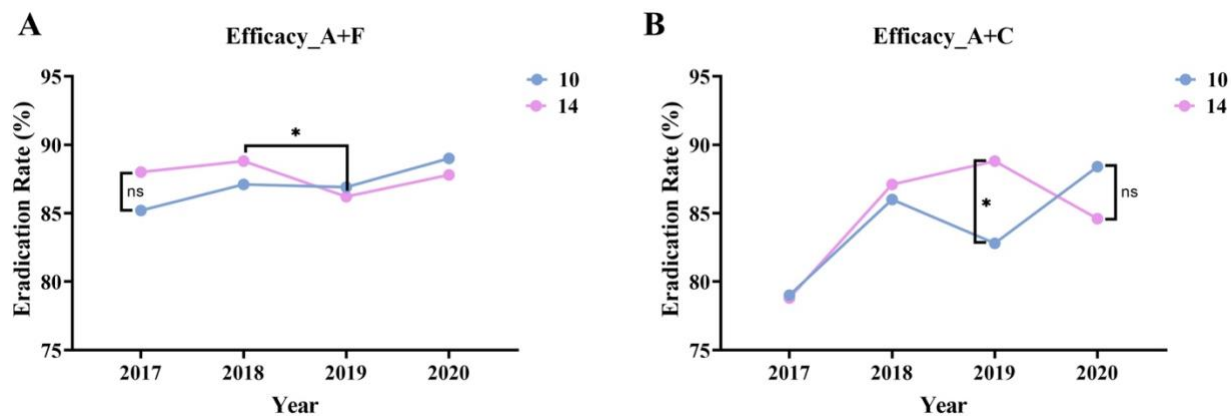 A
Efficacy_A+F
Eradication Rate (%)
95
90
85
80
75
ns
*
10
14
2017 2018 2019 2020
Year
B
Efficacy_A+C
Eradication Rate (%)
95
90
85
80
75
*
ns
10
14
2017 2018 2019 2020
Year